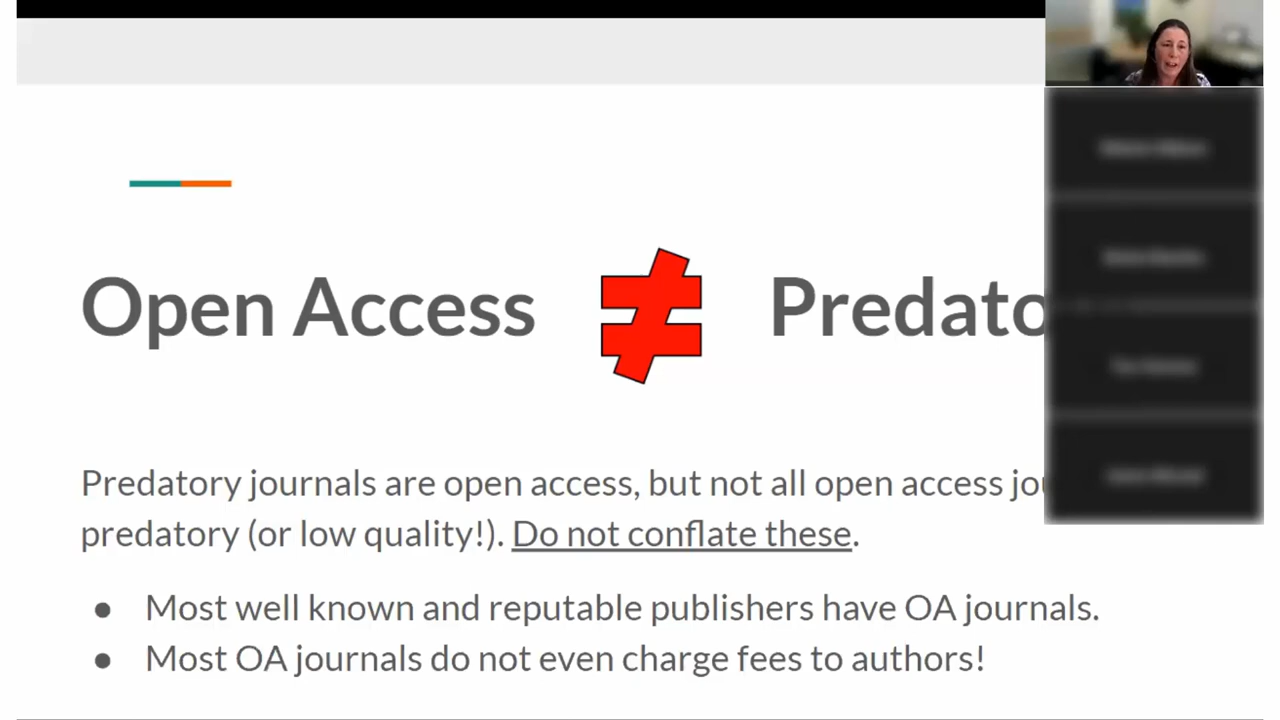 Open Access ≠ Predato
Predatory journals are open access, but not all open access jou
predatory (or low quality!). Do not conflate these.
● Most well known and reputable publishers have OA journals.
● Most OA journals do not even charge fees to authors!